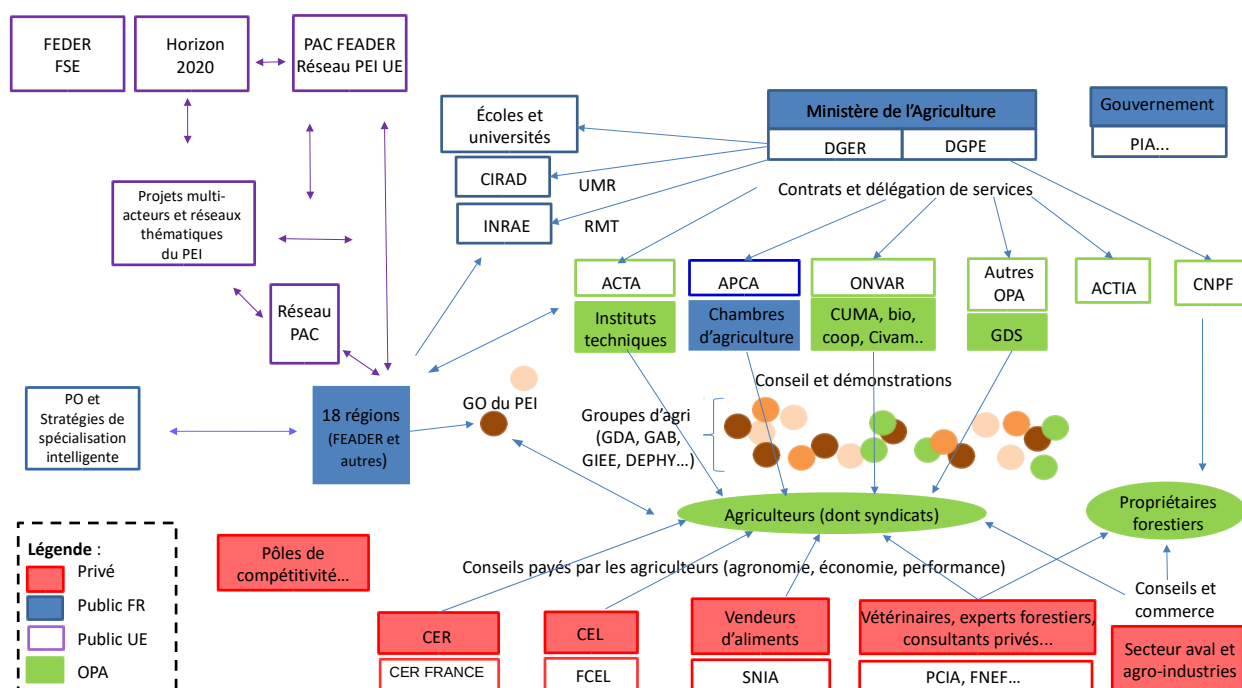 FEDER
FSE
Horizon
2020
PAC FEADER
Réseau PEI UE
Écoles et
universités
Ministère de l’Agriculture
DGER
DGPE
Gouvernement
PIA...
CIRAD
UMR
INRAE
RMT
Contrats et délégation de services
Projets multi-
acteurs et réseaux
thématiques
du PEI
Réseau
PAC
ACTA
Instituts
techniques
APCA
Chambres
d’agriculture
ONVAR
CUMA, bio,
coop, Civam..
Autres
OPA
GDS
ACTIA
CNPF
Conseil et démonstrations
PO et
Stratégies de
spécialisation
intelligente
18 régions
(FEADER et
autres)
GO du PEI
Groupes d’agri
(GDA, GAB,
GIEE, DEPHY…)
Agriculteurs (dont syndicats)
Propriétaires
forestiers
Légende :
Privé
Public FR
Public UE
OPA
Pôles de
compétitivité…
Conseils payés par les agriculteurs (agronomie, économie, performance)
Conseils et
commerce
CER
CER FRANCE
CEL
FCEL
Vendeurs
d’aliments
SNIA
Vétérinaires, experts forestiers,
consultants privés...
PCIA, FNEF…
Secteur aval et
agro-industries